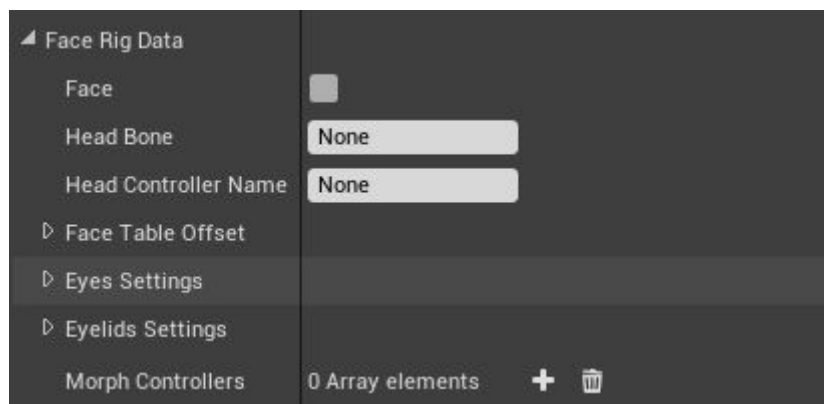 Face Rig Data
Face
Head Bone None
Head Controller Name None
Face Table Offset
Eyes Settings
Eyelids Settings
Morph Controllers 0 Array elements